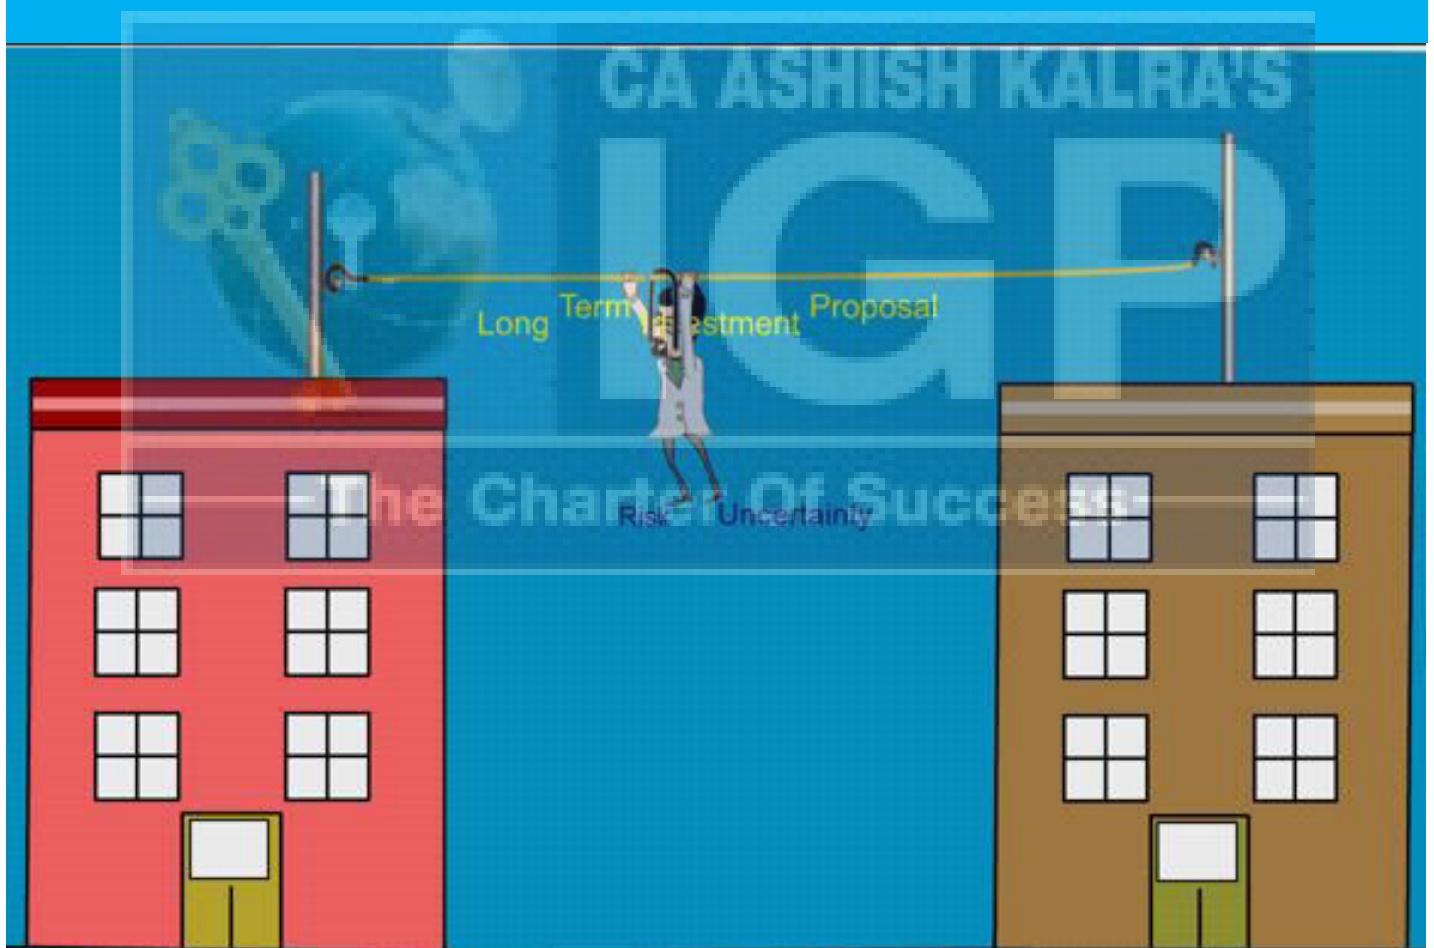 CA ASHISH KALRA'S
IGP
Long Term Investment Proposal
The Charter Of Success
Risk Uncertainty